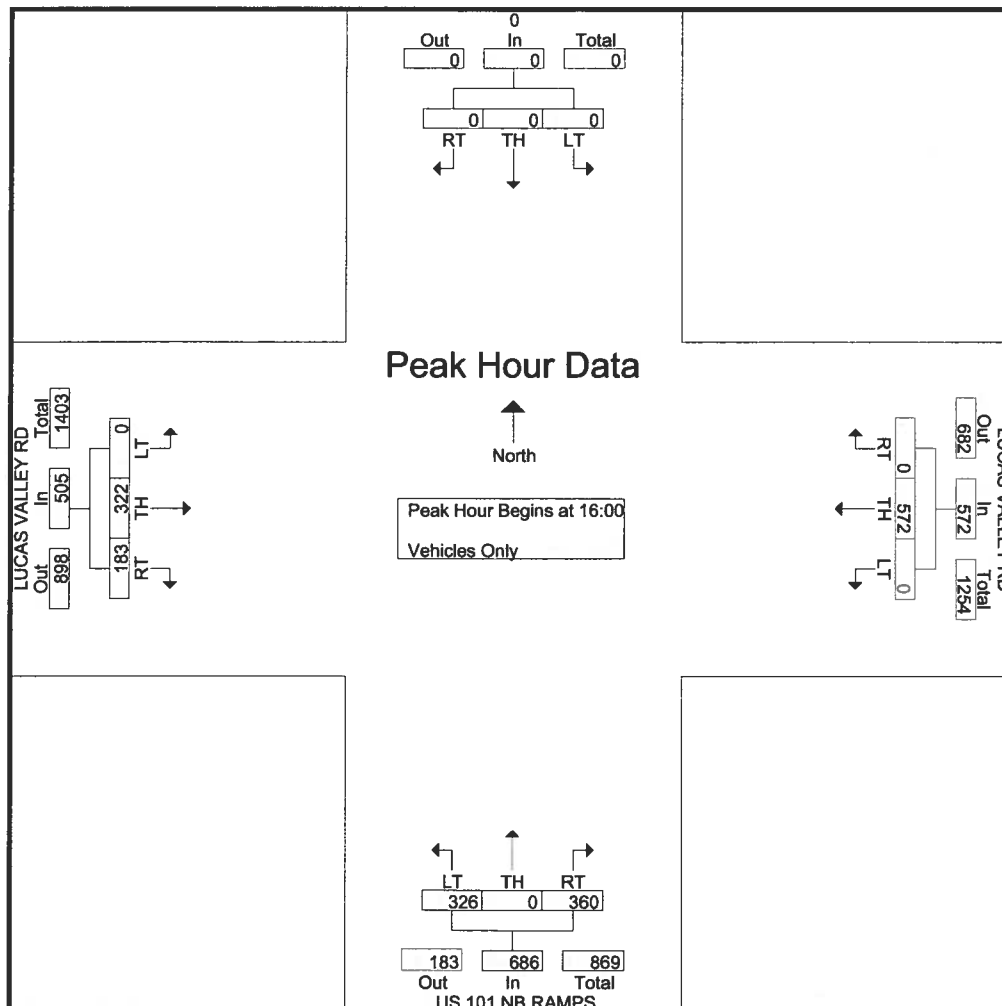 0
Out In Total
0 0 0
0 0 0
RT TH LT
Peak Hour Data
North
Peak Hour Begins at 16:00
Vehicles Only
LUCAS VALLEY RD
Out In Total
898 505 1403
183 322 0
RT TH LT
LUCAS VALLEY RD
Out In Total
682 572 1254
0 572 0
RT TH LT
LT TH RT
326 0 360
183 686 869
Out In Total
US 101 NB RAMPS